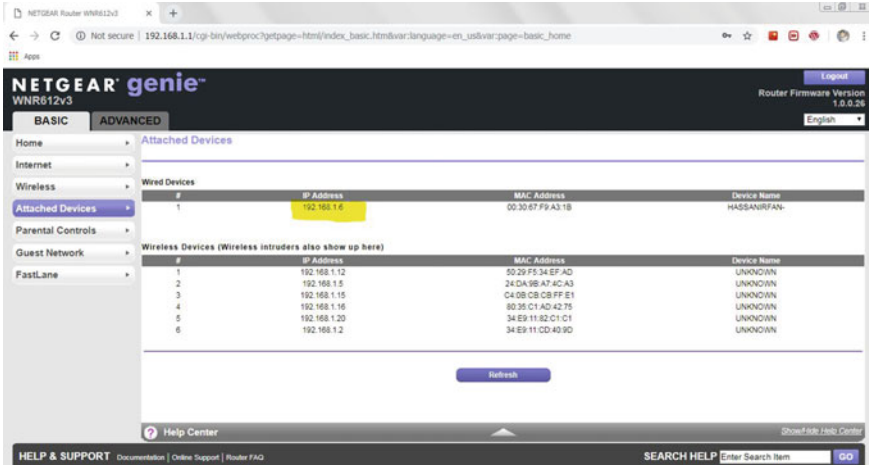 NETGEAR Router WNR612v3
Not secure | 192.168.1.1/cgi-bin/webproc?getpage=html/index_basic.htm&var:language=en_us&var:page=basic_home
Apps
NETGEAR® genie™
WNR612v3
Logout
Router Firmware Version
1.0.0.26
BASIC ADVANCED English
Home
Internet
Wireless
Attached Devices
Parental Controls
Guest Network
FastLane
Attached Devices
Wired Devices
# IP Address MAC Address Device Name
1 192.168.1.6 00:30:67:F9:A3:1B HASSANIRFAN-
Wireless Devices (Wireless intruders also show up here)
# IP Address MAC Address Device Name
1 192.168.1.12 50:29:F5:34:EF:AD UNKNOWN
2 192.168.1.5 24:DA:9B:A7:4C:A3 UNKNOWN
3 192.168.1.15 C4:0B:CB:CB:FF:E1 UNKNOWN
4 192.168.1.16 80:35:C1:AD:42:75 UNKNOWN
5 192.168.1.20 34:E9:11:82:C1:C1 UNKNOWN
6 192.168.1.2 34:E9:11:CD:40:9D UNKNOWN
Refresh
? Help Center Show/Hide Help Center
HELP & SUPPORT Documentation | Online Support | Router FAQ SEARCH HELP Enter Search Item GO